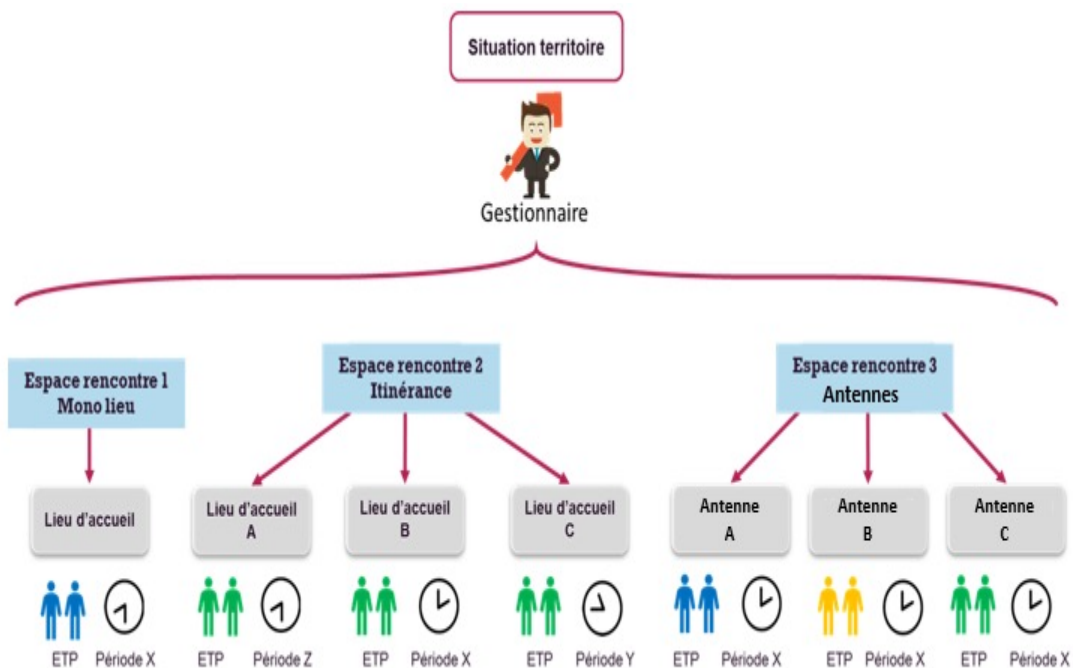 Situation territoire
Gestionnaire
Espace rencontre 1
Mono lieu
Espace rencontre 2
Itinérance
Espace rencontre 3
Antennes
Lieu d'accueil
Lieu d'accueil
A
Lieu d'accueil
B
Lieu d'accueil
C
Antenne
A
Antenne
B
Antenne
C
ETP Période X
ETP Période Z
ETP Période X
ETP Période Y
ETP Période X
ETP Période X
ETP Période X